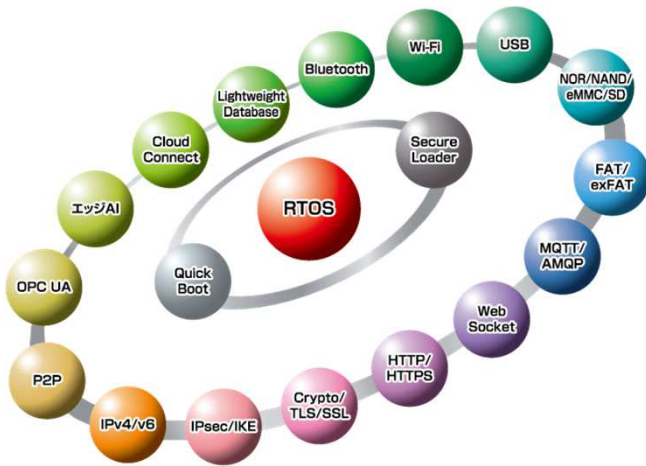 Wi-Fi
USB
Bluetooth
NOR/NAND/
eMMC/SD
Lightweight
Database
Cloud
Connect
Secure
Loader
FAT/
exFAT
エッジAI
RTOS
MQTT/
AMQP
OPC UA
Quick
Boot
Web
Socket
P2P
HTTP/
HTTPS
IPv4/v6
IPsec/IKE
Crypto/
TLS/SSL